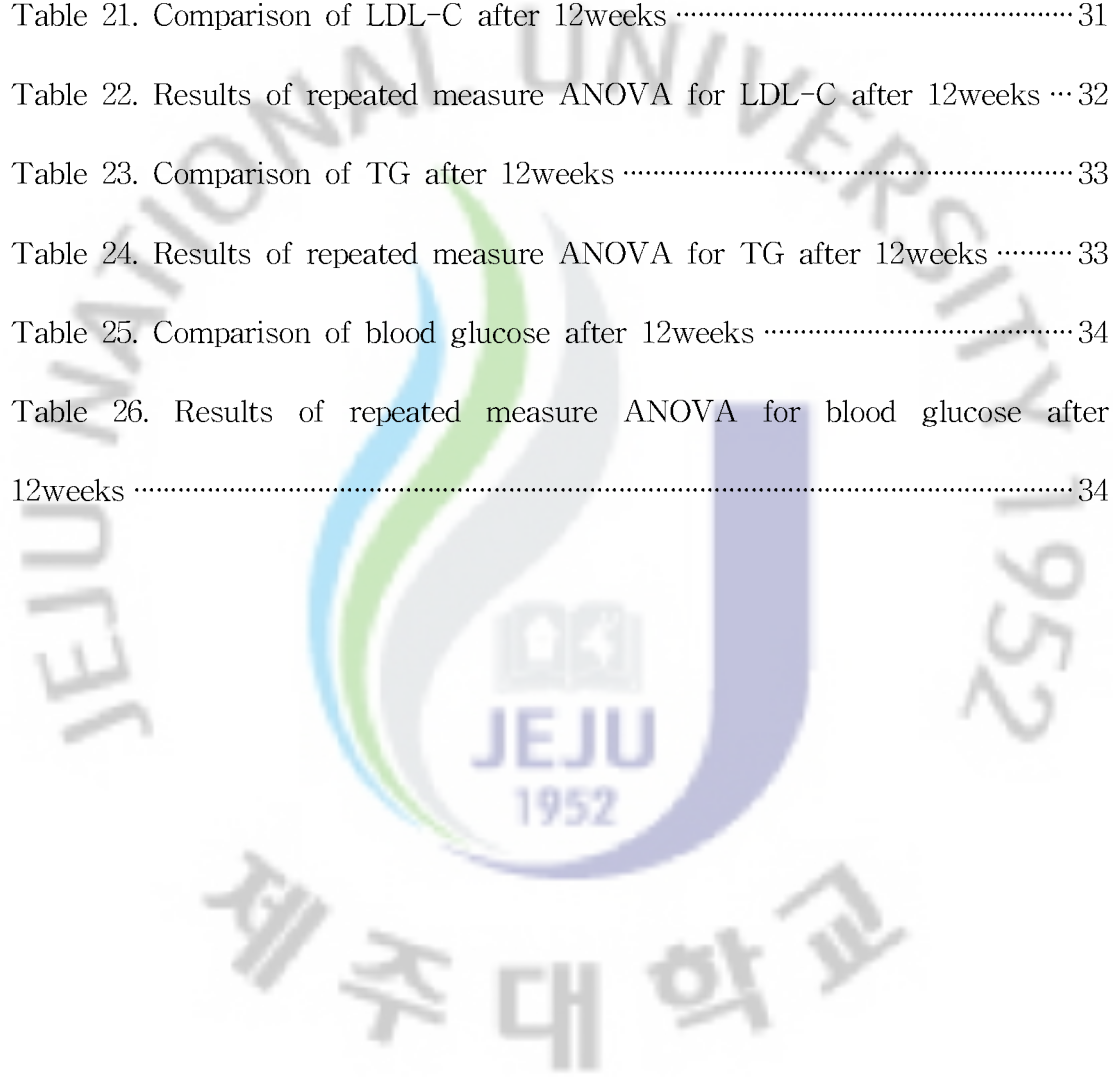 Table 21. Comparison of LDL-C after 12weeks ················································ 31
Table 22. Results of repeated measure ANOVA for LDL-C after 12weeks ··· 32
Table 23. Comparison of TG after 12weeks ······················································· 33
Table 24. Results of repeated measure ANOVA for TG after 12weeks ·········· 33
Table 25. Comparison of blood glucose after 12weeks ····································· 34
Table 26. Results of repeated measure ANOVA for blood glucose after
12weeks ···································································································· 34
JEJU NATIONAL UNIVERSITY 1952
JEJU
1952
제주대학교